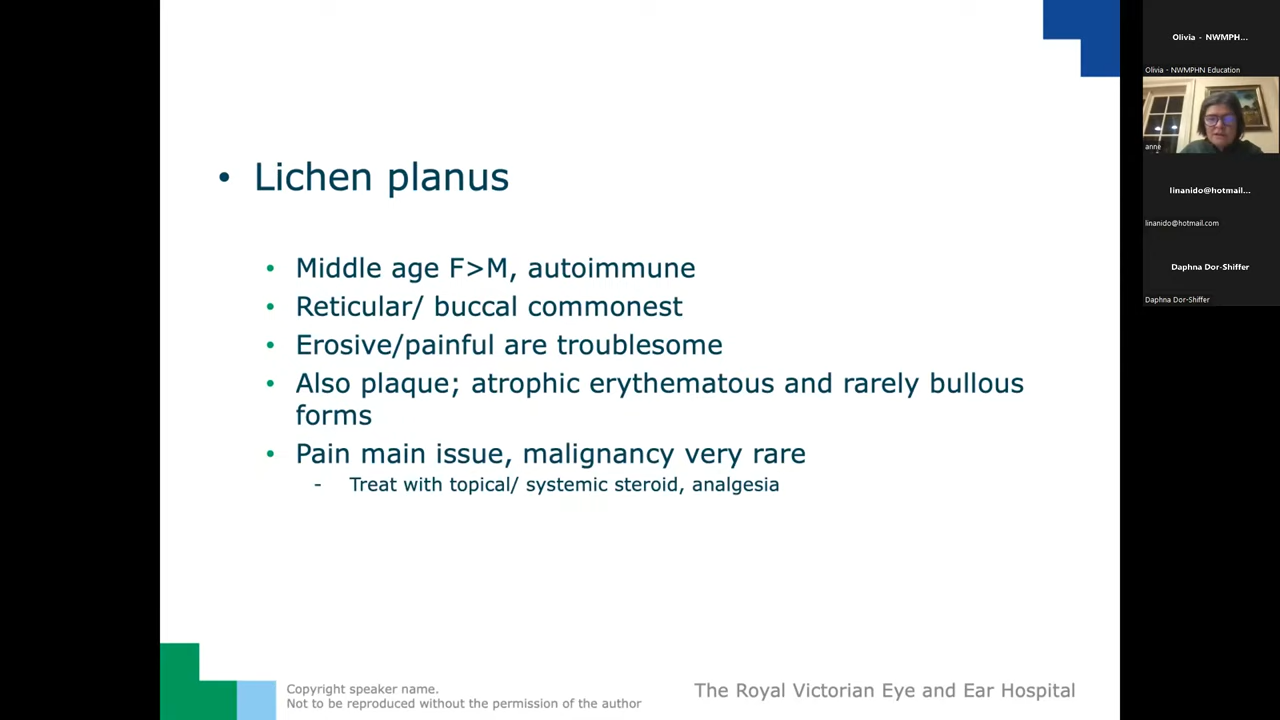 • Lichen planus
• Middle age F>M, autoimmune
• Reticular/ buccal commonest
• Erosive/painful are troublesome
• Also plaque; atrophic erythematous and rarely bullous
forms
• Pain main issue, malignancy very rare
- Treat with topical/ systemic steroid, analgesia
Copyright speaker name.
Not to be reproduced without the permission of the author
The Royal Victorian Eye and Ear Hospital
Olivia - NWMPH...
Olivia - NWMPHN Education
anne
linanido@hotmail...
linanido@hotmail.com
Daphna Dor-Shiffer
Daphna Dor-Shiffer